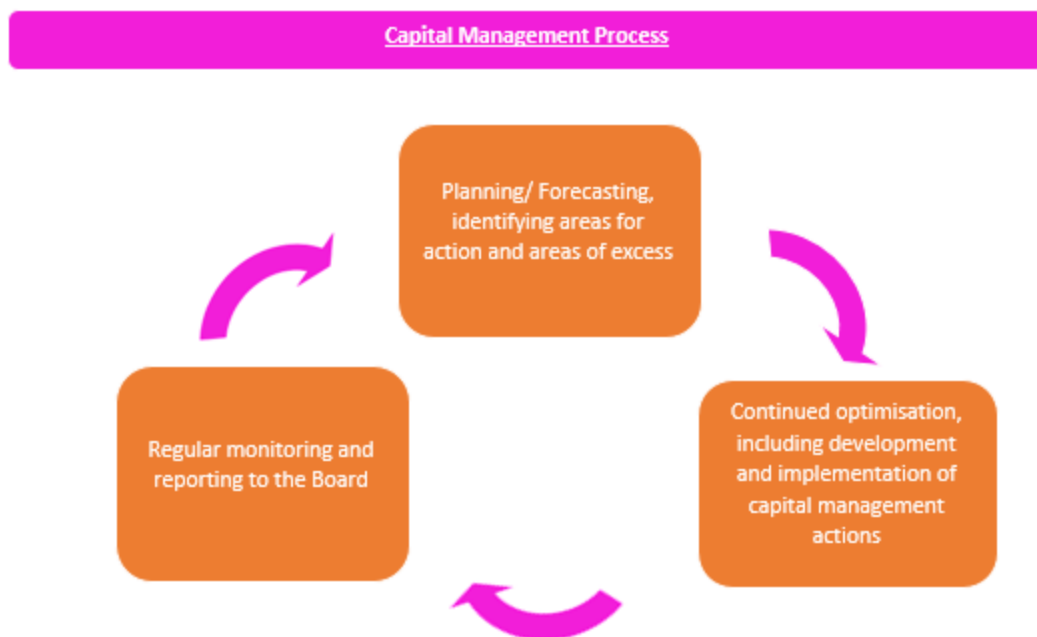 Capital Management Process
Planning/ Forecasting,
identifying areas for
action and areas of excess
Continued optimisation,
including development
and implementation of
capital management
actions
Regular monitoring and
reporting to the Board